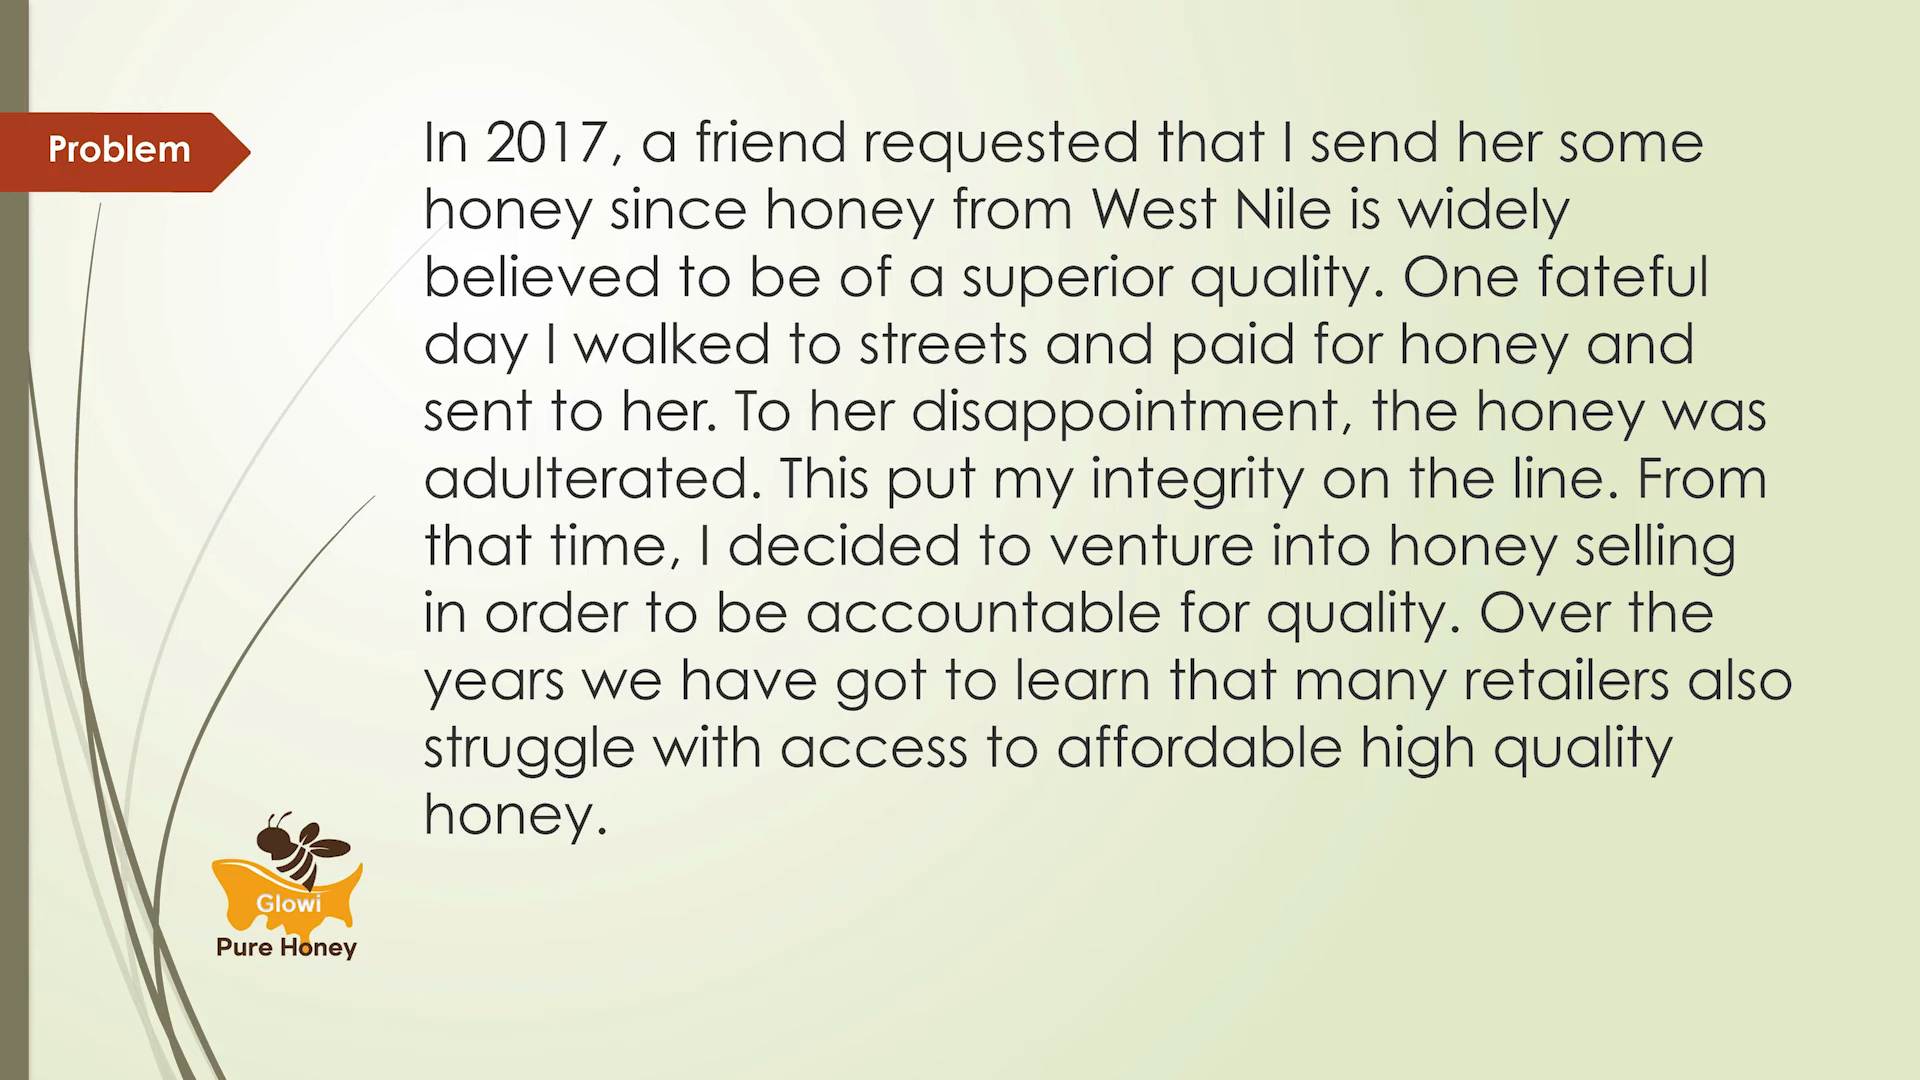 Problem
In 2017, a friend requested that I send her some
honey since honey from West Nile is widely
believed to be of a superior quality. One fateful
day I walked to streets and paid for honey and
sent to her. To her disappointment, the honey was
adulterated. This put my integrity on the line. From
that time, I decided to venture into honey selling
in order to be accountable for quality. Over the
years we have got to learn that many retailers also
struggle with access to affordable high quality
honey.
Glowi
Pure Honey